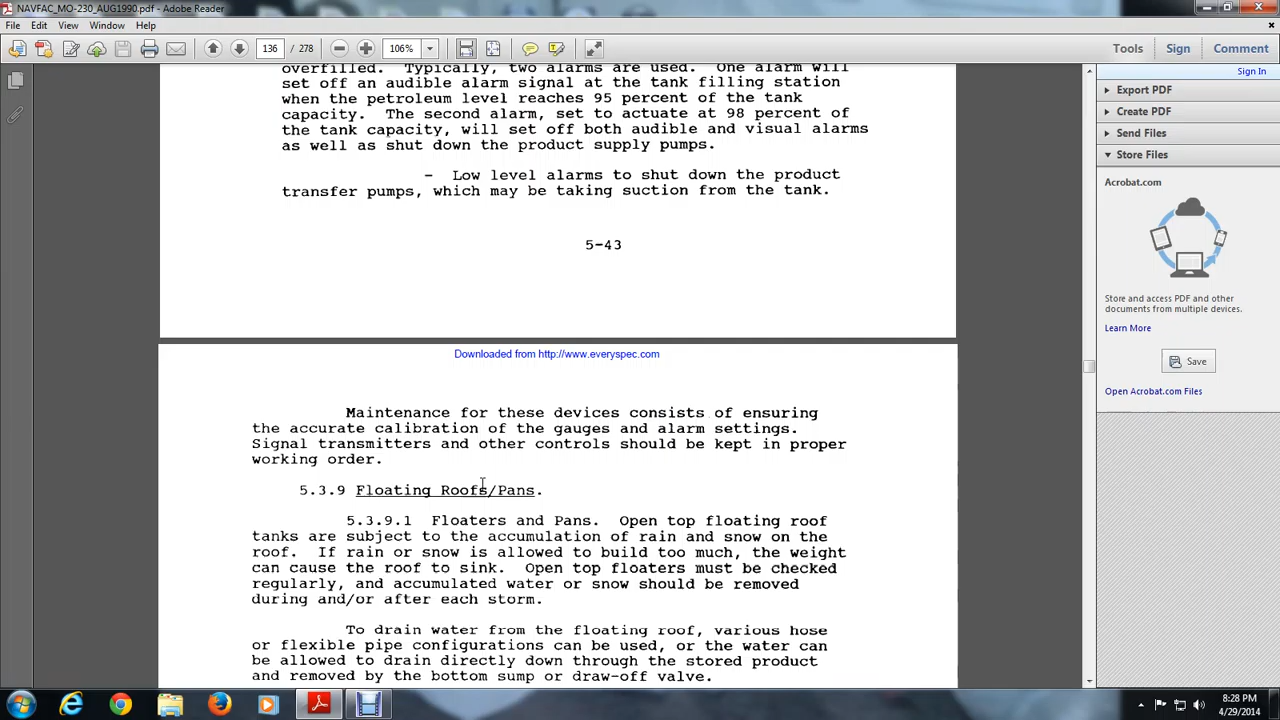 NAVFAC_MO-230_AUG1990.pdf - Adobe Reader
File Edit View Window Help
136 / 278 106% Tools Sign Comment
Sign In
Export PDF
Create PDF
Send Files
Store Files
Acrobat.com
Store and access PDF and other
documents from multiple devices.
Learn More
Save
Open Acrobat.com Files
overfilled. Typically, two alarms are used. One alarm will
set off an audible alarm signal at the tank filling station
when the petroleum level reaches 95 percent of the tank
capacity. The second alarm, set to actuate at 98 percent of
the tank capacity, will set off both audible and visual alarms
as well as shut down the product supply pumps.
- Low level alarms to shut down the product
transfer pumps, which may be taking suction from the tank.
5-43
Downloaded from http://www.everyspec.com
Maintenance for these devices consists of ensuring
the accurate calibration of the gauges and alarm settings.
Signal transmitters and other controls should be kept in proper
working order.
5.3.9 Floating Roofs/Pans.
5.3.9.1 Floaters and Pans. Open top floating roof
tanks are subject to the accumulation of rain and snow on the
roof. If rain or snow is allowed to build too much, the weight
can cause the roof to sink. Open top floaters must be checked
regularly, and accumulated water or snow should be removed
during and/or after each storm.
To drain water from the floating roof, various hose
or flexible pipe configurations can be used, or the water can
be allowed to drain directly down through the stored product
and removed by the bottom sump or draw-off valve.
8:28 PM
4/29/2014